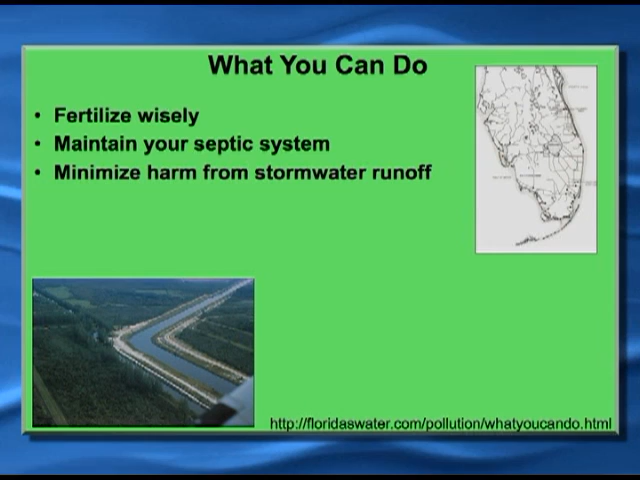 What You Can Do
• Fertilize wisely
• Maintain your septic system
• Minimize harm from stormwater runoff
http://floridaswater.com/pollution/whatyoucando.html